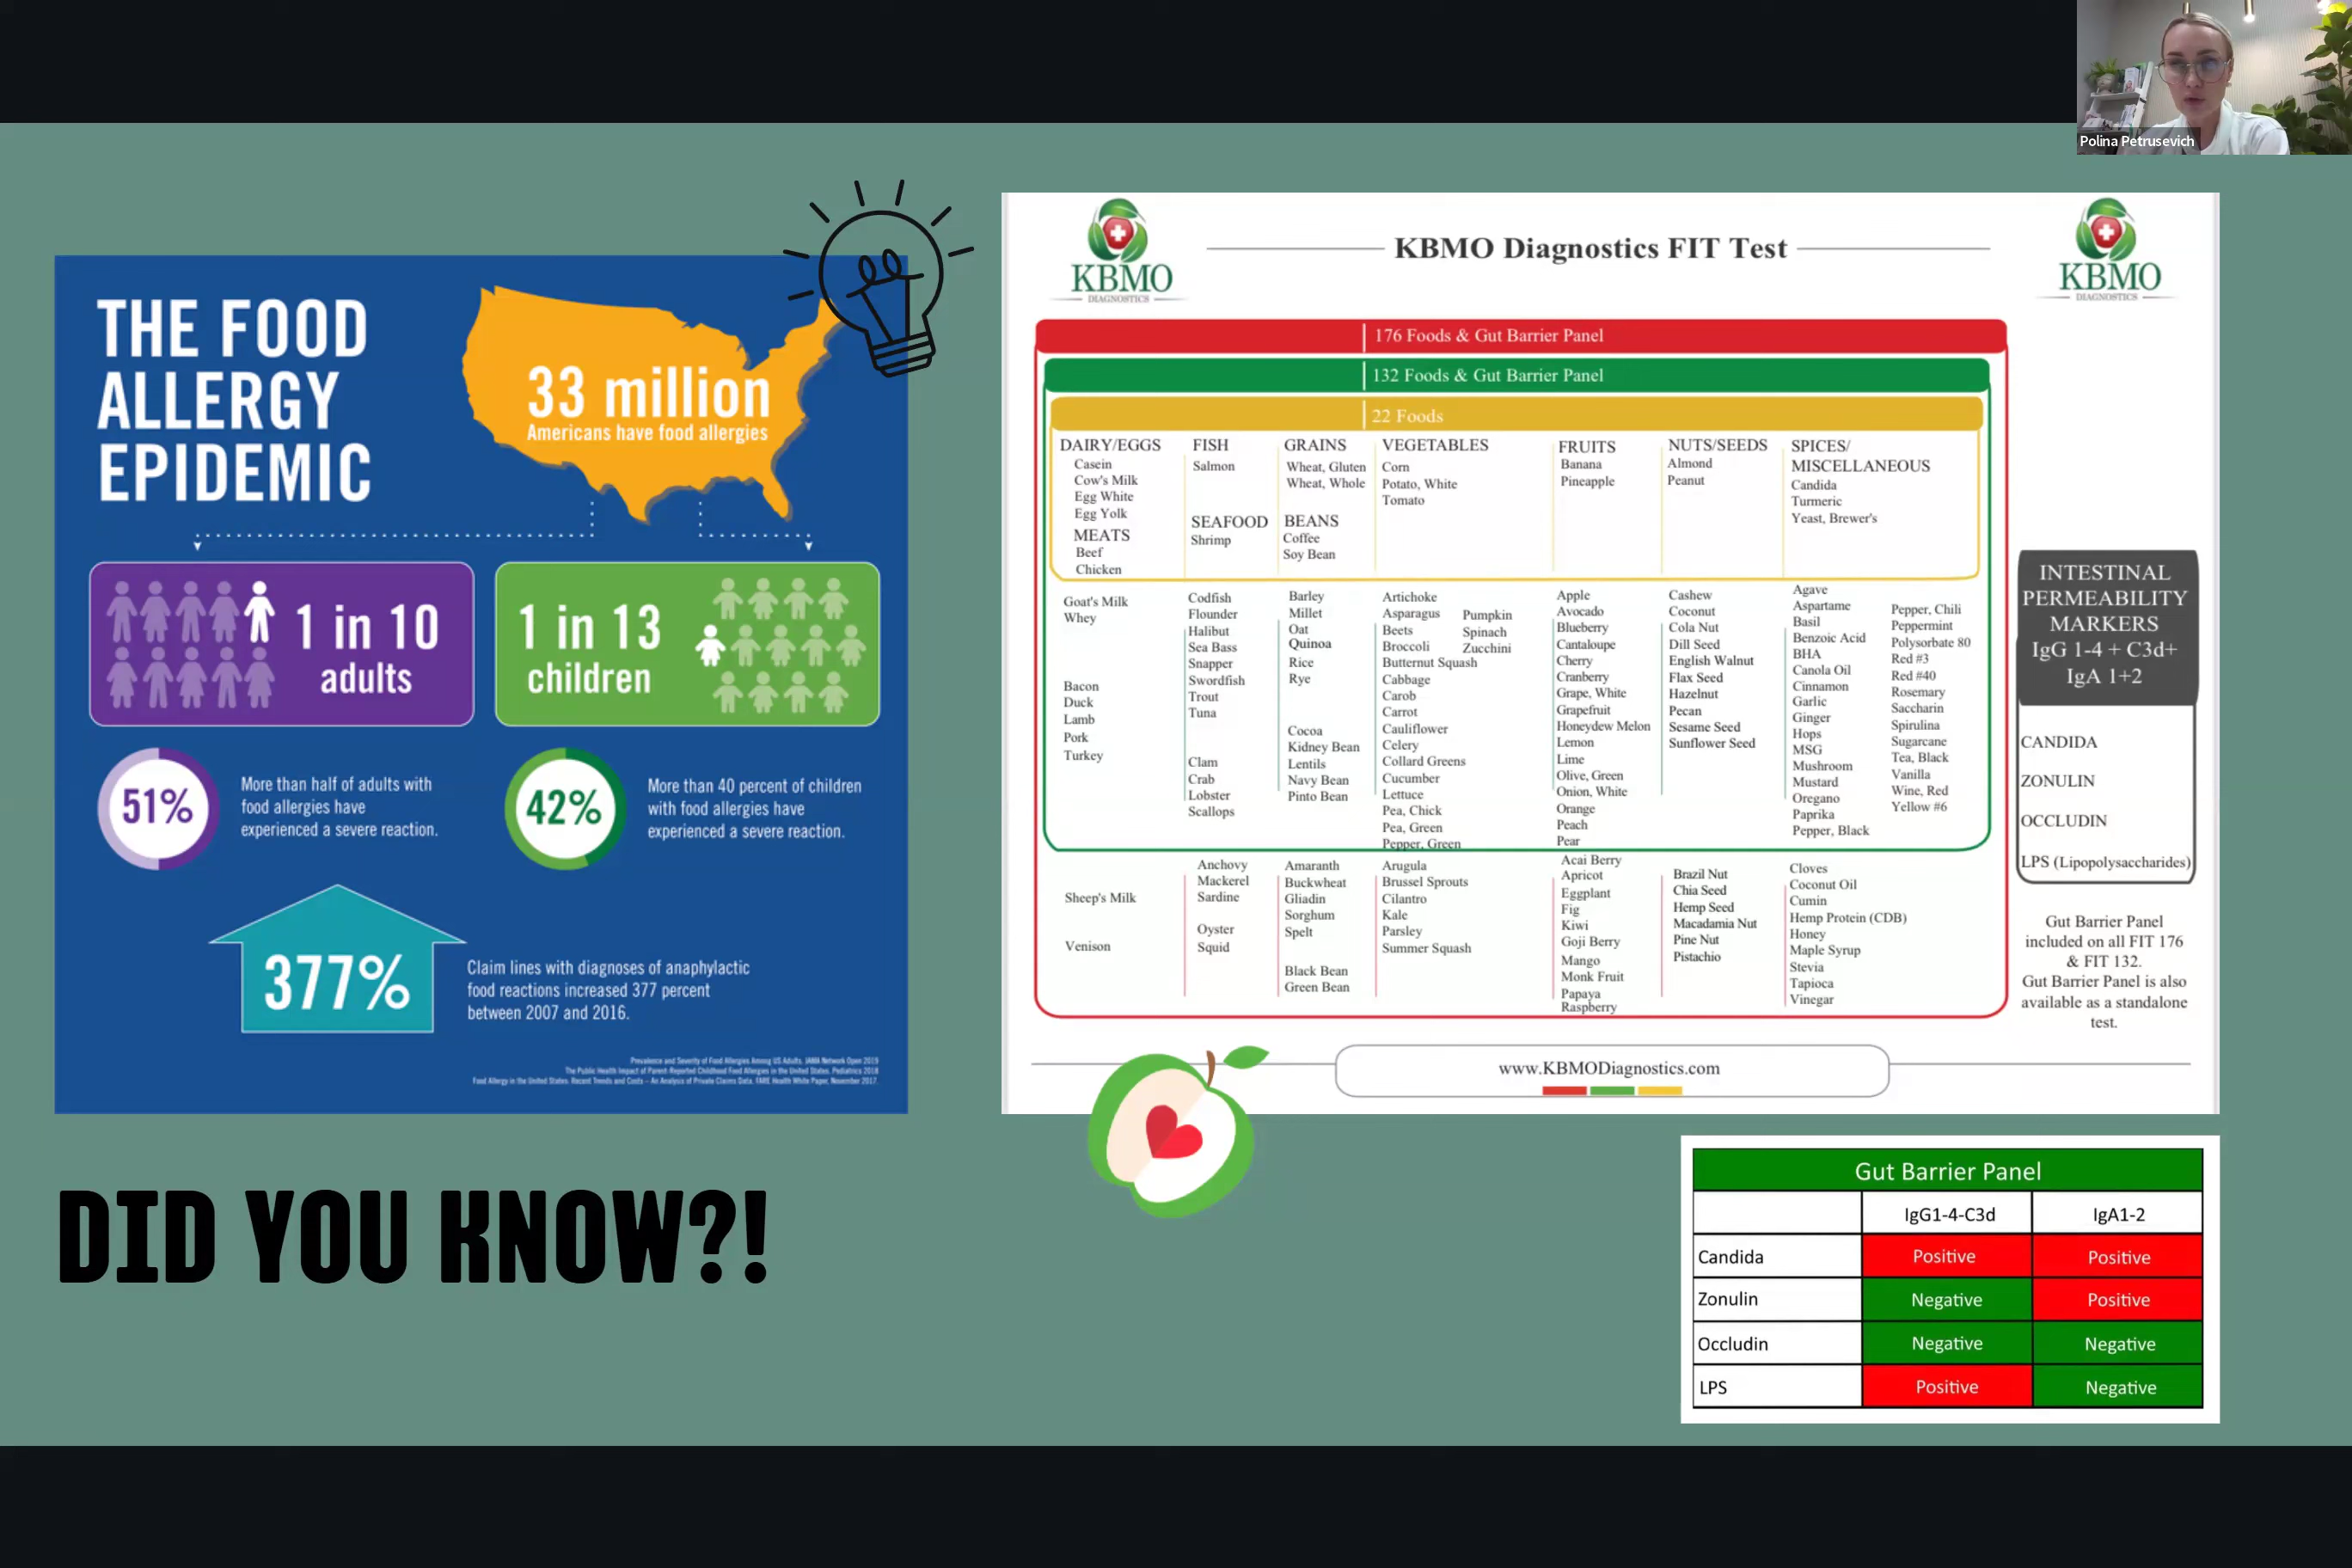 Polina Petrusevich
THE FOOD
ALLERGY
EPIDEMIC
33 million
Americans have food allergies
1 in 10
adults
1 in 13
children
51%
More than half of adults with
food allergies have
experienced a severe reaction.
42%
More than 40 percent of children
with food allergies have
experienced a severe reaction.
377%
Claim lines with diagnoses of anaphylactic
food reactions increased 377 percent
between 2007 and 2016.
Prevalence and Severity of Food Allergies Among US Adults. JAMA Network Open 2019
The Public Health Impact of Parent-Reported Childhood Food Allergies in the United States. Pediatrics 2018
Food Allergy in the United States: Recent Trends and Costs – An Analysis of Private Claims Data. FARE Health White Paper, November 2017.
DID YOU KNOW?!
KBMO
DIAGNOSTICS
KBMO Diagnostics FIT Test
KBMO
DIAGNOSTICS
176 Foods & Gut Barrier Panel
132 Foods & Gut Barrier Panel
22 Foods
DAIRY/EGGS
Casein
Cow's Milk
Egg White
Egg Yolk
MEATS
Beef
Chicken
FISH
Salmon
SEAFOOD
Shrimp
GRAINS
Wheat, Gluten
Wheat, Whole
BEANS
Coffee
Soy Bean
VEGETABLES
Corn
Potato, White
Tomato
FRUITS
Banana
Pineapple
NUTS/SEEDS
Almond
Peanut
SPICES/
MISCELLANEOUS
Candida
Turmeric
Yeast, Brewer's
Goat's Milk
Whey
Bacon
Duck
Lamb
Pork
Turkey
Codfish
Flounder
Halibut
Sea Bass
Snapper
Swordfish
Trout
Tuna
Clam
Crab
Lobster
Scallops
Barley
Millet
Oat
Quinoa
Rice
Rye
Cocoa
Kidney Bean
Lentils
Navy Bean
Pinto Bean
Artichoke
Asparagus
Beets
Broccoli
Butternut Squash
Cabbage
Carob
Carrot
Cauliflower
Celery
Collard Greens
Cucumber
Lettuce
Pea, Chick
Pea, Green
Pepper, Green
Pumpkin
Spinach
Zucchini
Apple
Avocado
Blueberry
Cantaloupe
Cherry
Cranberry
Grape, White
Grapefruit
Honeydew Melon
Lemon
Lime
Olive, Green
Onion, White
Orange
Peach
Pear
Cashew
Coconut
Cola Nut
Dill Seed
English Walnut
Flax Seed
Hazelnut
Pecan
Sesame Seed
Sunflower Seed
Agave
Aspartame
Basil
Benzoic Acid
BHA
Canola Oil
Cinnamon
Garlic
Ginger
Hops
MSG
Mushroom
Mustard
Oregano
Paprika
Pepper, Black
Pepper, Chili
Peppermint
Polysorbate 80
Red #3
Red #40
Rosemary
Saccharin
Spirulina
Sugarcane
Tea, Black
Vanilla
Wine, Red
Yellow #6
Sheep's Milk
Venison
Anchovy
Mackerel
Sardine
Oyster
Squid
Amaranth
Buckwheat
Gliadin
Sorghum
Spelt
Black Bean
Green Bean
Arugula
Brussel Sprouts
Cilantro
Kale
Parsley
Summer Squash
Acai Berry
Apricot
Eggplant
Fig
Kiwi
Goji Berry
Mango
Monk Fruit
Papaya
Raspberry
Brazil Nut
Chia Seed
Hemp Seed
Macadamia Nut
Pine Nut
Pistachio
Cloves
Coconut Oil
Cumin
Hemp Protein (CDB)
Honey
Maple Syrup
Stevia
Tapioca
Vinegar
INTESTINAL
PERMEABILITY
MARKERS
IgG 1-4 + C3d+
IgA 1+2
CANDIDA
ZONULIN
OCCLUDIN
LPS (Lipopolysaccharides)
Gut Barrier Panel
included on all FIT 176
& FIT 132.
Gut Barrier Panel is also
available as a standalone
test.
www.KBMODiagnostics.com
Gut Barrier Panel
IgG1-4-C3d IgA1-2
Candida Positive Positive
Zonulin Negative Positive
Occludin Negative Negative
LPS Positive Negative